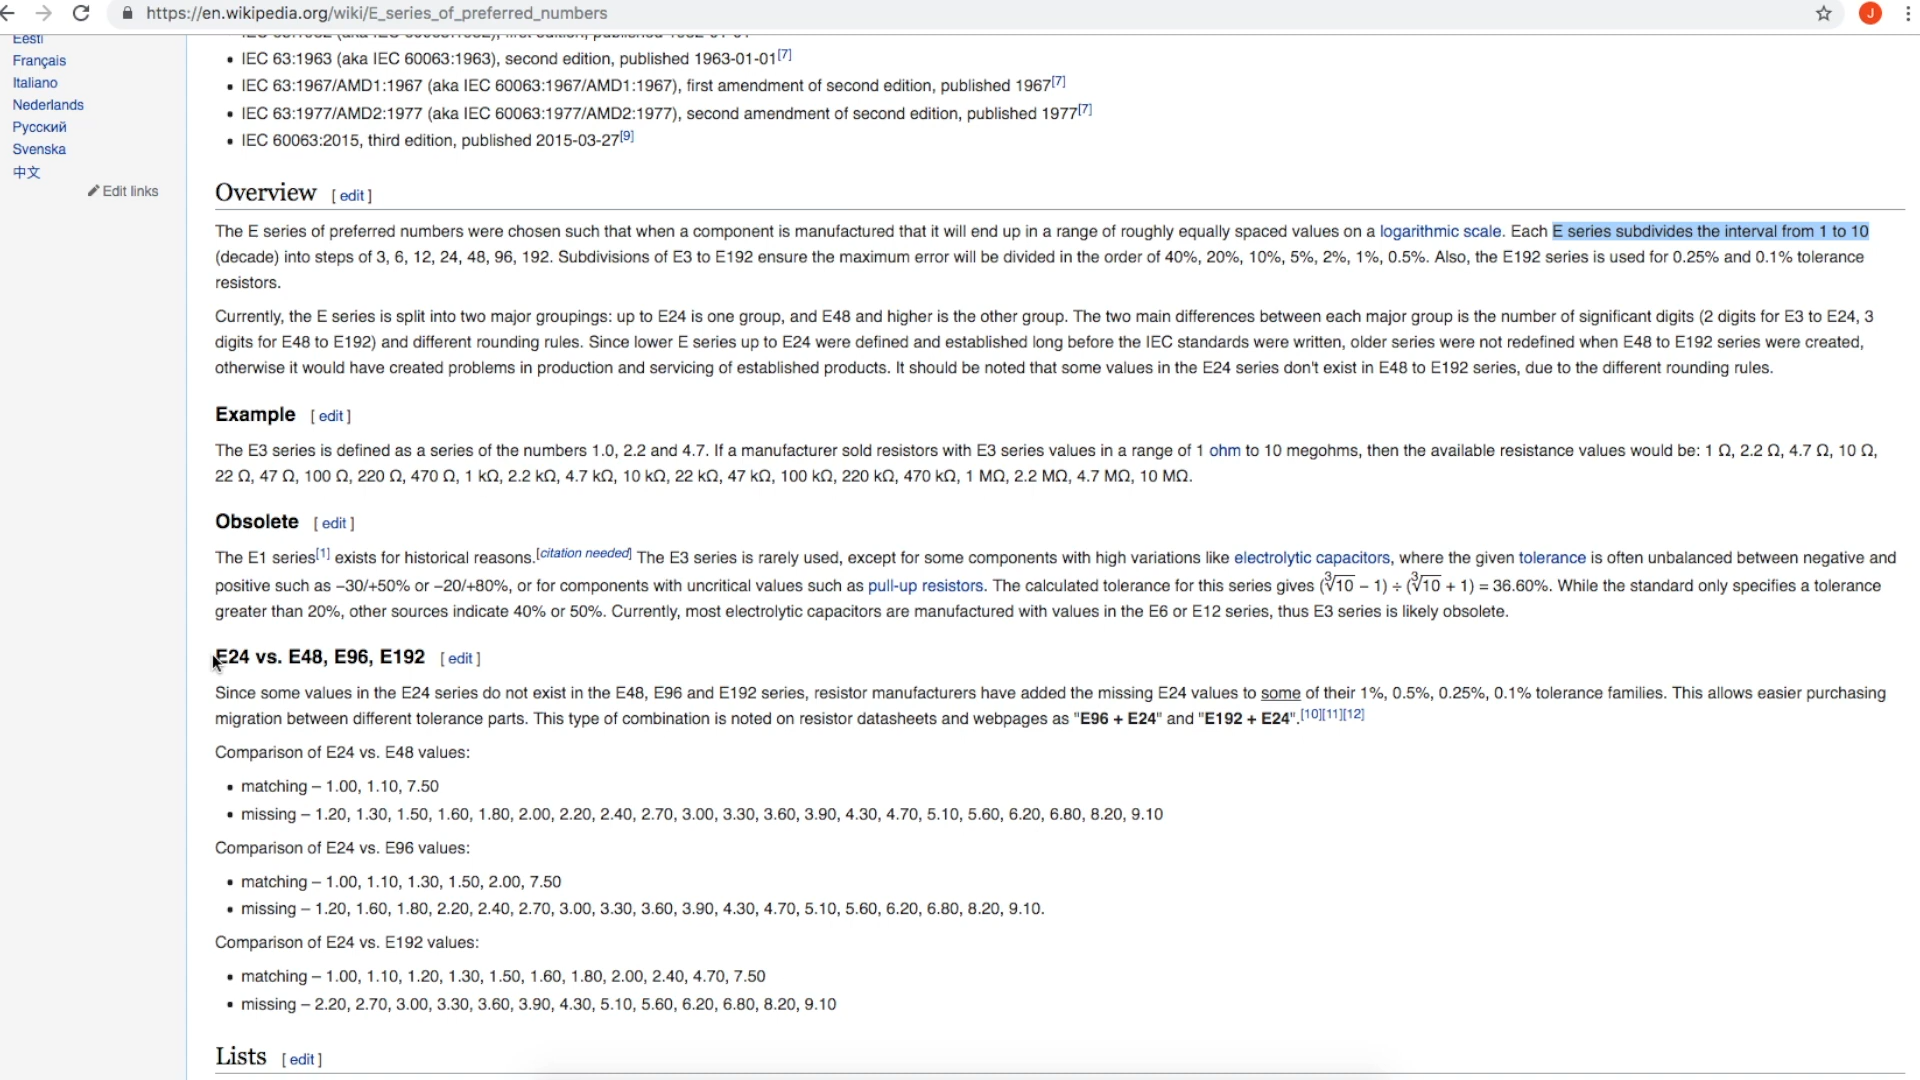 https://en.wikipedia.org/wiki/E_series_of_preferred_numbers
J
Eesti
Français
Italiano
Nederlands
Русский
Svenska
中文
Edit links
• IEC 63:1963 (aka IEC 60063:1963), second edition, published 1963-01-01[7]
• IEC 63:1967/AMD1:1967 (aka IEC 60063:1967/AMD1:1967), first amendment of second edition, published 1967[7]
• IEC 63:1977/AMD2:1977 (aka IEC 60063:1977/AMD2:1977), second amendment of second edition, published 1977[7]
• IEC 60063:2015, third edition, published 2015-03-27[9]
Overview [ edit ]
The E series of preferred numbers were chosen such that when a component is manufactured that it will end up in a range of roughly equally spaced values on a logarithmic scale. Each E series subdivides the interval from 1 to 10
(decade) into steps of 3, 6, 12, 24, 48, 96, 192. Subdivisions of E3 to E192 ensure the maximum error will be divided in the order of 40%, 20%, 10%, 5%, 2%, 1%, 0.5%. Also, the E192 series is used for 0.25% and 0.1% tolerance
resistors.
Currently, the E series is split into two major groupings: up to E24 is one group, and E48 and higher is the other group. The two main differences between each major group is the number of significant digits (2 digits for E3 to E24, 3
digits for E48 to E192) and different rounding rules. Since lower E series up to E24 were defined and established long before the IEC standards were written, older series were not redefined when E48 to E192 series were created,
otherwise it would have created problems in production and servicing of established products. It should be noted that some values in the E24 series don't exist in E48 to E192 series, due to the different rounding rules.
Example [ edit ]
The E3 series is defined as a series of the numbers 1.0, 2.2 and 4.7. If a manufacturer sold resistors with E3 series values in a range of 1 ohm to 10 megohms, then the available resistance values would be: 1 Ω, 2.2 Ω, 4.7 Ω, 10 Ω,
22 Ω, 47 Ω, 100 Ω, 220 Ω, 470 Ω, 1 kΩ, 2.2 kΩ, 4.7 kΩ, 10 kΩ, 22 kΩ, 47 kΩ, 100 kΩ, 220 kΩ, 470 kΩ, 1 MΩ, 2.2 MΩ, 4.7 MΩ, 10 MΩ.
Obsolete [ edit ]
The E1 series[1] exists for historical reasons.[citation needed] The E3 series is rarely used, except for some components with high variations like electrolytic capacitors, where the given tolerance is often unbalanced between negative and
positive such as −30/+50% or −20/+80%, or for components with uncritical values such as pull-up resistors. The calculated tolerance for this series gives (∛10 − 1) ÷ (∛10 + 1) = 36.60%. While the standard only specifies a tolerance
greater than 20%, other sources indicate 40% or 50%. Currently, most electrolytic capacitors are manufactured with values in the E6 or E12 series, thus E3 series is likely obsolete.
E24 vs. E48, E96, E192 [ edit ]
Since some values in the E24 series do not exist in the E48, E96 and E192 series, resistor manufacturers have added the missing E24 values to some of their 1%, 0.5%, 0.25%, 0.1% tolerance families. This allows easier purchasing
migration between different tolerance parts. This type of combination is noted on resistor datasheets and webpages as "E96 + E24" and "E192 + E24".[10][11][12]
Comparison of E24 vs. E48 values:
• matching – 1.00, 1.10, 7.50
• missing – 1.20, 1.30, 1.50, 1.60, 1.80, 2.00, 2.20, 2.40, 2.70, 3.00, 3.30, 3.60, 3.90, 4.30, 4.70, 5.10, 5.60, 6.20, 6.80, 8.20, 9.10
Comparison of E24 vs. E96 values:
• matching – 1.00, 1.10, 1.30, 1.50, 2.00, 7.50
• missing – 1.20, 1.60, 1.80, 2.20, 2.40, 2.70, 3.00, 3.30, 3.60, 3.90, 4.30, 4.70, 5.10, 5.60, 6.20, 6.80, 8.20, 9.10.
Comparison of E24 vs. E192 values:
• matching – 1.00, 1.10, 1.20, 1.30, 1.50, 1.60, 1.80, 2.00, 2.40, 4.70, 7.50
• missing – 2.20, 2.70, 3.00, 3.30, 3.60, 3.90, 4.30, 5.10, 5.60, 6.20, 6.80, 8.20, 9.10
Lists [ edit ]